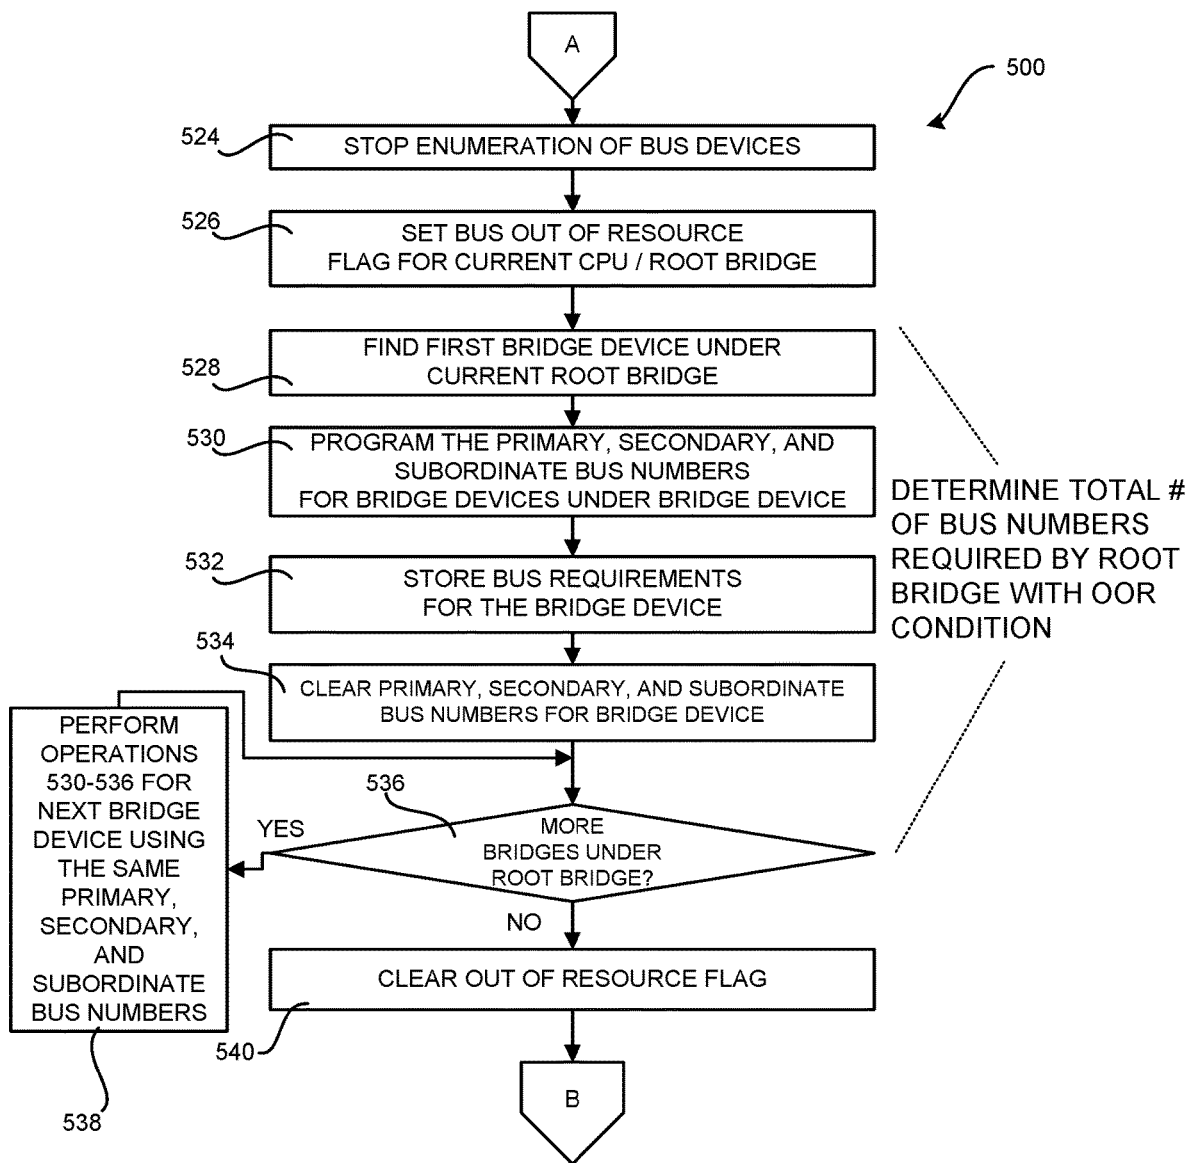 A
500
524
STOP ENUMERATION OF BUS DEVICES
526
SET BUS OUT OF RESOURCE
FLAG FOR CURRENT CPU / ROOT BRIDGE
528
FIND FIRST BRIDGE DEVICE UNDER
CURRENT ROOT BRIDGE
530
PROGRAM THE PRIMARY, SECONDARY, AND
SUBORDINATE BUS NUMBERS
FOR BRIDGE DEVICES UNDER BRIDGE DEVICE
DETERMINE TOTAL #
OF BUS NUMBERS
REQUIRED BY ROOT
BRIDGE WITH OOR
CONDITION
532
STORE BUS REQUIREMENTS
FOR THE BRIDGE DEVICE
534
CLEAR PRIMARY, SECONDARY, AND SUBORDINATE
BUS NUMBERS FOR BRIDGE DEVICE
PERFORM
OPERATIONS
530-536 FOR
NEXT BRIDGE
DEVICE USING
THE SAME
PRIMARY,
SECONDARY,
AND
SUBORDINATE
BUS NUMBERS
538
536
YES
MORE
BRIDGES UNDER
ROOT BRIDGE?
NO
CLEAR OUT OF RESOURCE FLAG
540
B